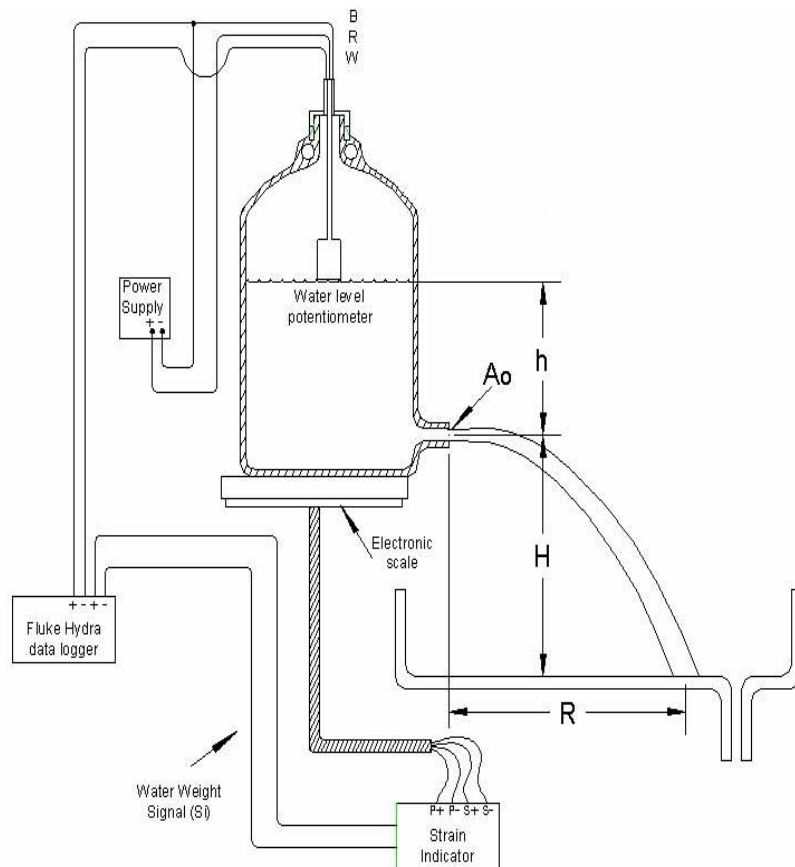 B
R
W
Power
Supply
+ -
Water level
potentiometer
h
Ao
Electronic
scale
H
+ - + -
Fluke Hydra
data logger
R
Water Weight
Signal (Si)
P+ P- S+ S-
Strain
Indicator